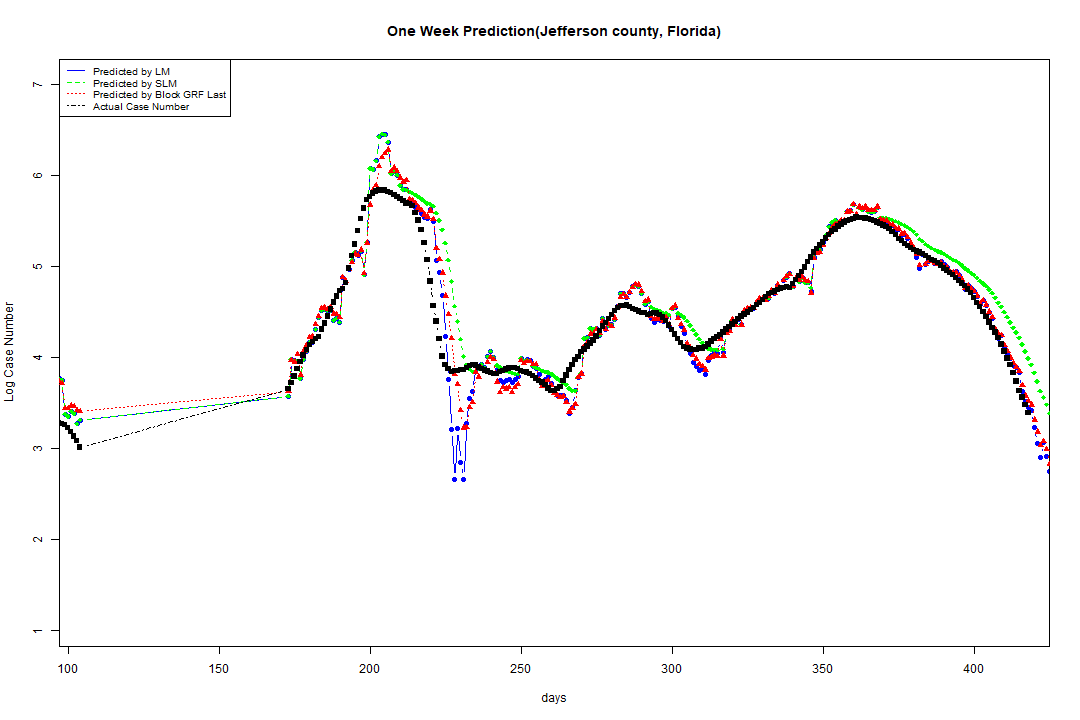 One Week Prediction(Jefferson county, Florida)
Predicted by LM
Predicted by SLM
Predicted by Block GRF Last
Actual Case Number
7
6
5
4
3
2
1
Log Case Number
100 150 200 250 300 350 400
days